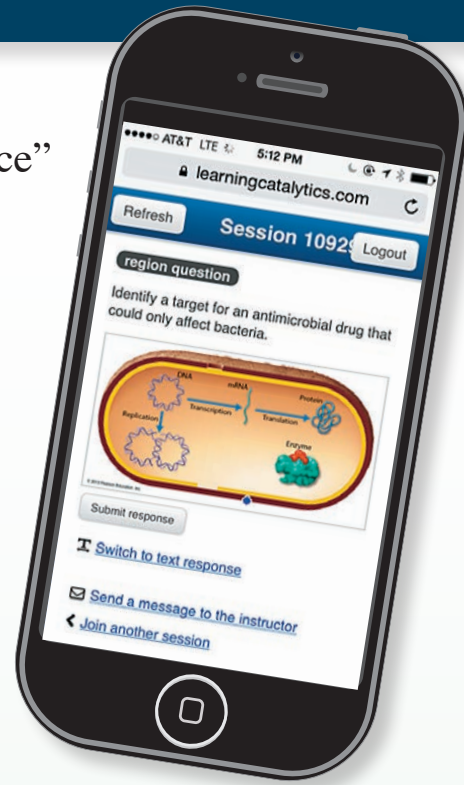 ce”
AT&T LTE 5:12 PM
learningcatalytics.com
Refresh
Session 10929
Logout
region question
Identify a target for an antimicrobial drug that
could only affect bacteria.
DNA
mRNA
Protein
Transcription
Translation
Replication
Enzyme
Submit response
Switch to text response
Send a message to the instructor
Join another session